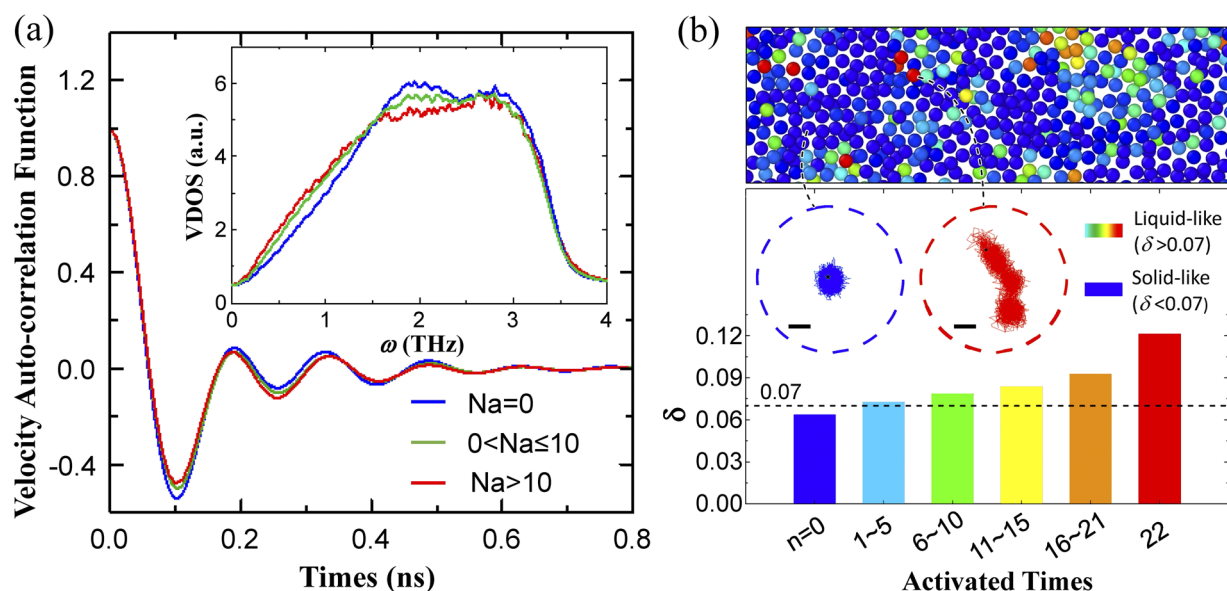 (a)
Velocity Auto-correlation Function
1.2
0.8
0.4
0.0
-0.4
0.0
0.2
0.4
0.6
0.8
Times (ns)
VDOS (a.u.)
6
5
4
2
1
0
0
1
2
3
4
ω (THz)
Na=0
0<Na≤10
Na>10
(b)
Liquid-like
(δ>0.07)
Solid-like
(δ<0.07)
δ
0.12
0.09
0.06
0.03
0.00
0.07
n=0
1~5
6~10
11~15
16~21
22
Activated Times